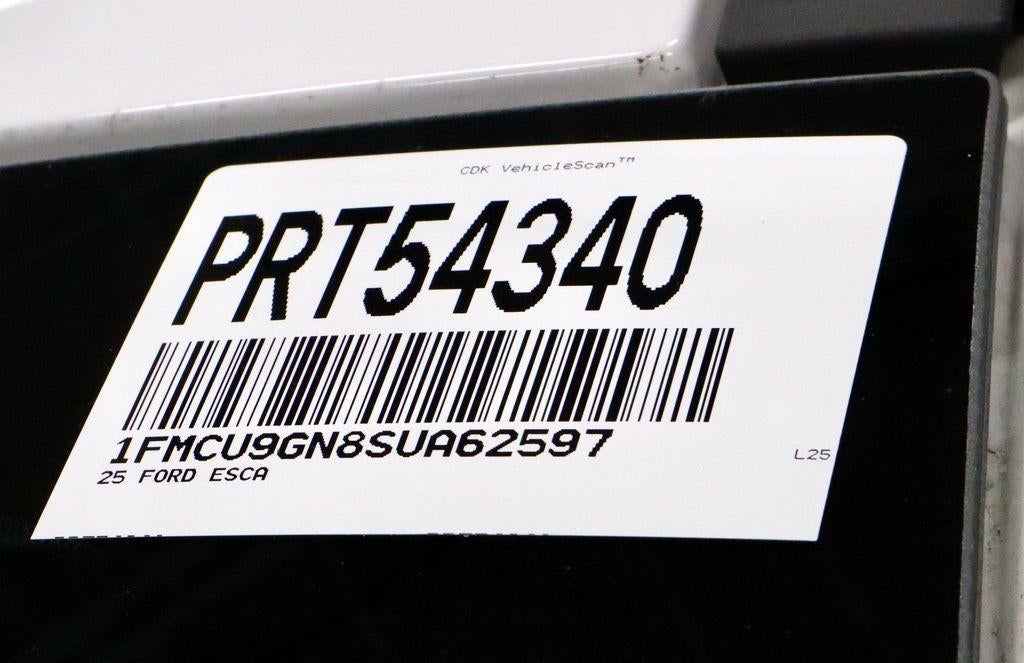 CDK VehicleScan™
PRT54340
1FMCU9GN8SUA62597
25 FORD ESCA
L25